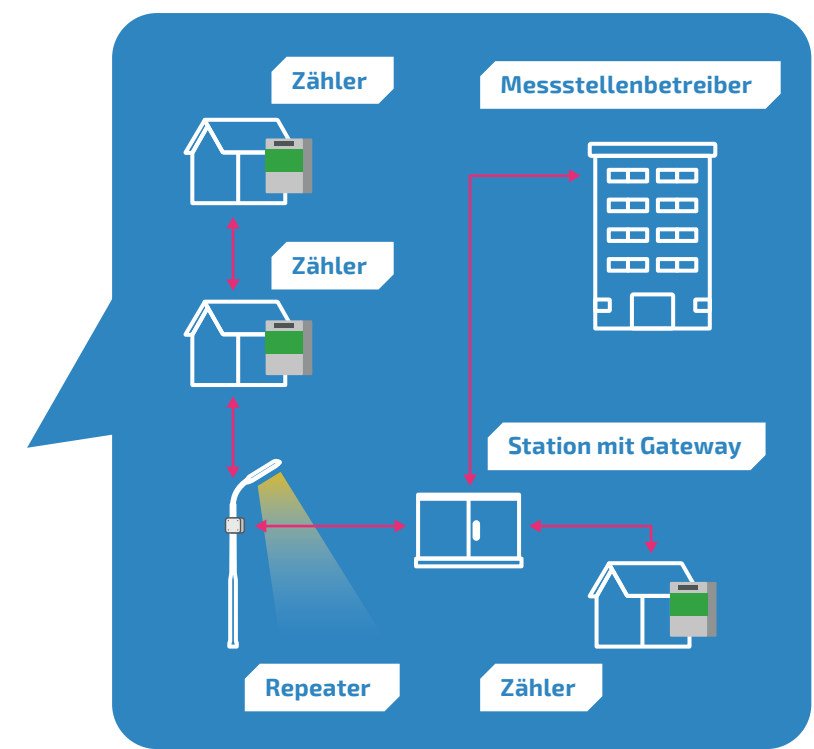 Zähler
Messstellenbetreiber
Zähler
Station mit Gateway
Repeater
Zähler